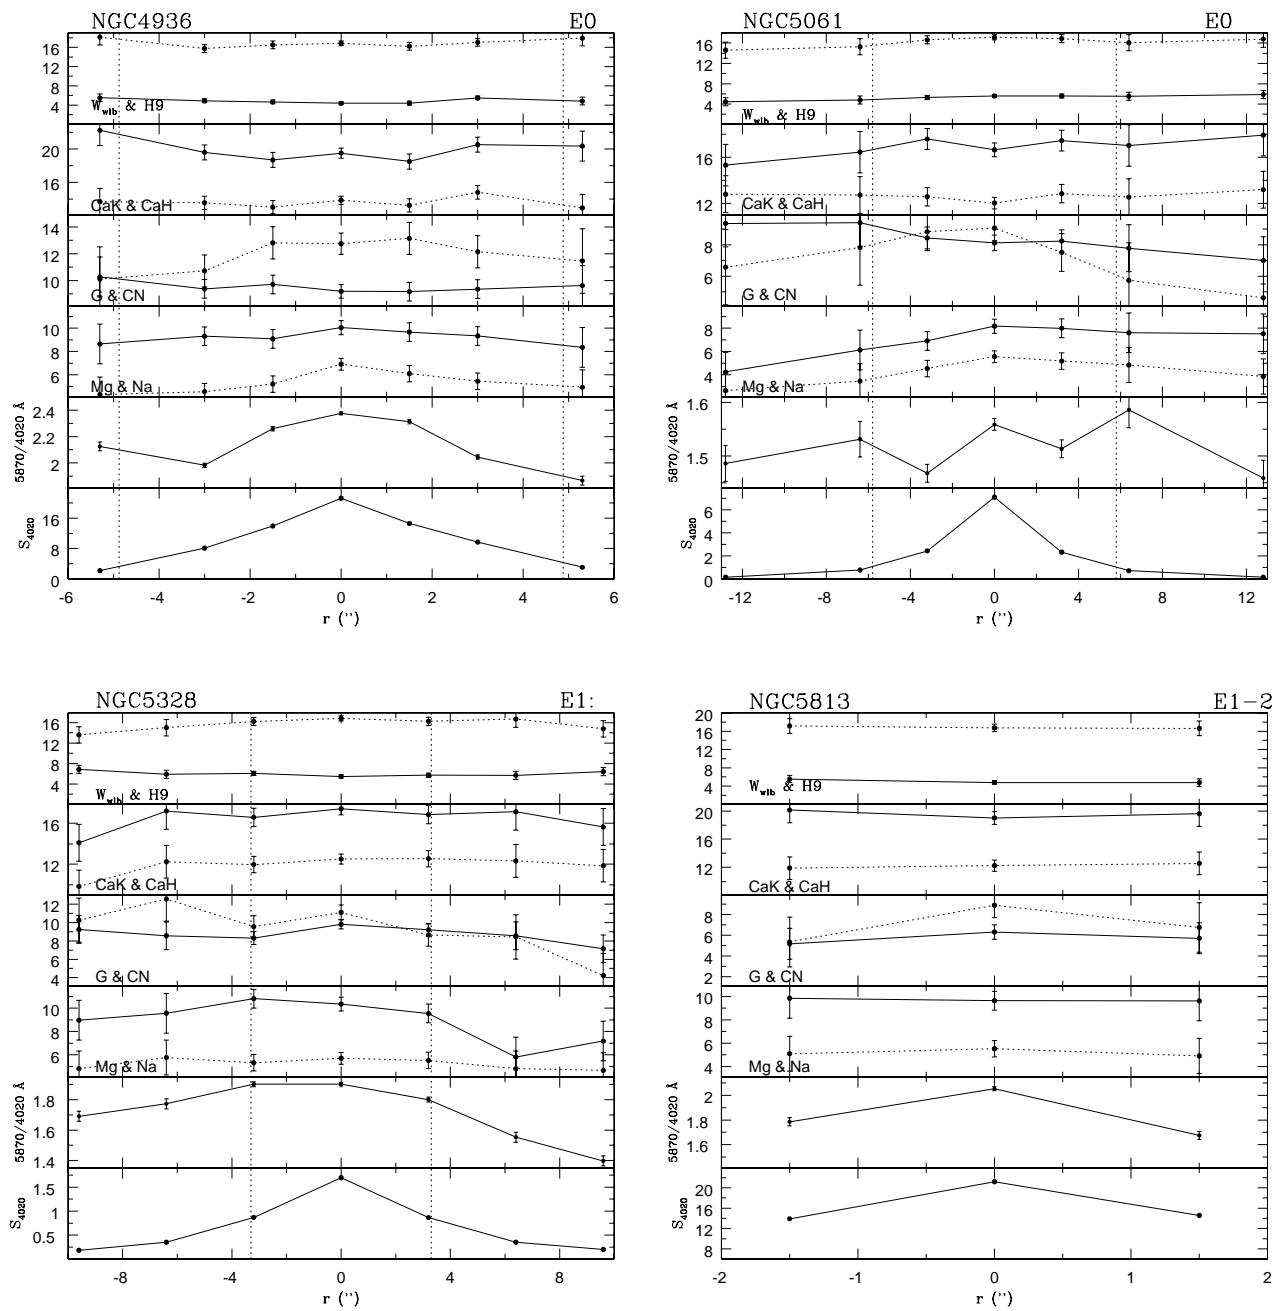 NGC4936 E0
16
12
8
4
W_wlb & H9
20
16
CaK & CaH
14
12
10
G & CN
10
8
6
Mg & Na
2.4
2.2
2
5870/4020 Å
16
8
0
S_4020
-6 -4 -2 0 2 4 6
r (")
NGC5061 E0
16
12
8
4
W_wlb & H9
16
12
CaK & CaH
8
6
G & CN
8
6
4
Mg & Na
1.6
1.5
5870/4020 Å
6
4
2
0
S_4020
-12 -8 -4 0 4 8 12
r (")
NGC5328 E1:
16
12
8
4
W_wlb & H9
16
12
CaK & CaH
12
10
8
6
4
G & CN
10
8
6
Mg & Na
1.8
1.6
1.4
5870/4020 Å
1.5
1
0.5
S_4020
-8 -4 0 4 8
r (")
NGC5813 E1-2
20
16
12
8
4
W_wlb & H9
20
16
12
CaK & CaH
8
6
4
2
G & CN
10
8
6
4
Mg & Na
2
1.8
1.6
5870/4020 Å
20
16
12
8
S_4020
-2 -1 0 1 2
r (")